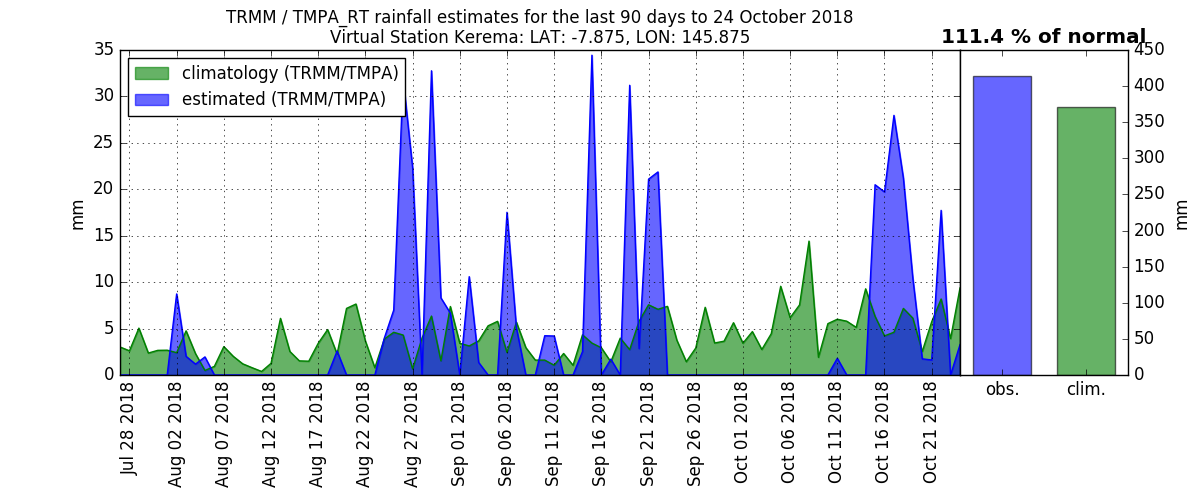 TRMM / TMPA_RT rainfall estimates for the last 90 days to 24 October 2018
Virtual Station Kerema: LAT: -7.875, LON: 145.875
111.4 % of normal
climatology (TRMM/TMPA)
estimated (TRMM/TMPA)
mm
35
30
25
20
15
10
5
0
Jul 28 2018
Aug 02 2018
Aug 07 2018
Aug 12 2018
Aug 17 2018
Aug 22 2018
Aug 27 2018
Sep 01 2018
Sep 06 2018
Sep 11 2018
Sep 16 2018
Sep 21 2018
Sep 26 2018
Oct 01 2018
Oct 06 2018
Oct 11 2018
Oct 16 2018
Oct 21 2018
450
400
350
300
250
200
150
100
50
0
mm
obs.
clim.